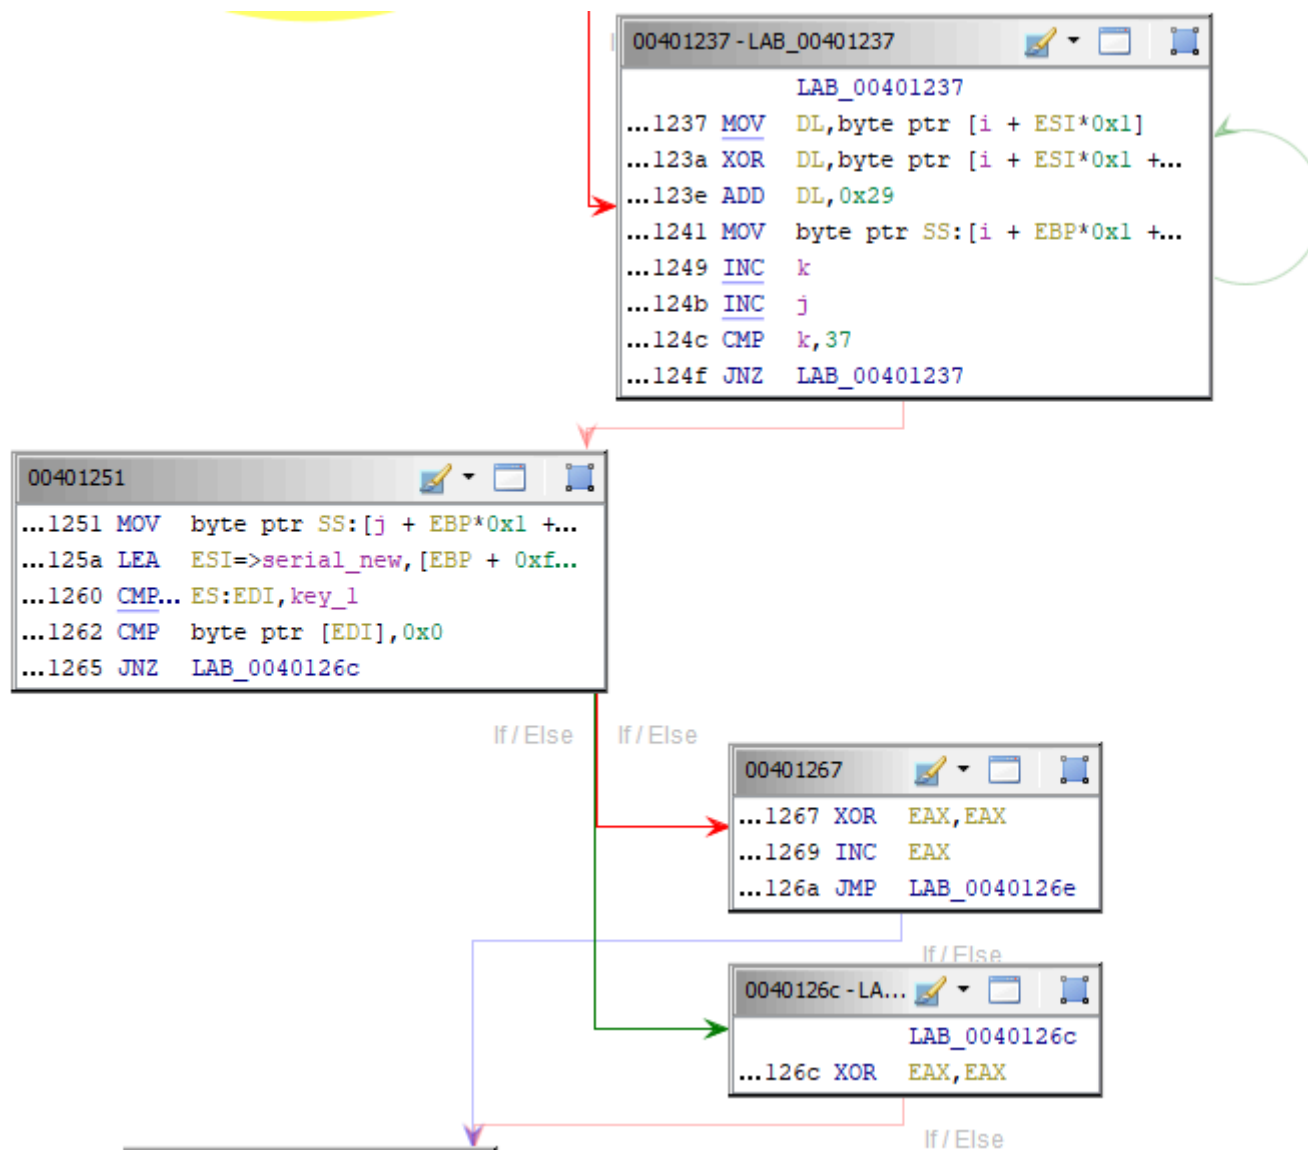 00401237 - LAB_00401237
LAB_00401237
...1237 MOV DL,byte ptr [i + ESI*0x1]
...123a XOR DL,byte ptr [i + ESI*0x1 +...
...123e ADD DL,0x29
...1241 MOV byte ptr SS:[i + EBP*0x1 +...
...1249 INC k
...124b INC j
...124c CMP k,37
...124f JNZ LAB_00401237
00401251
...1251 MOV byte ptr SS:[j + EBP*0x1 +...
...125a LEA ESI=>serial_new,[EBP + 0xf...
...1260 CMP... ES:EDI,key_1
...1262 CMP byte ptr [EDI],0x0
...1265 JNZ LAB_0040126c
If / Else
If / Else
00401267
...1267 XOR EAX,EAX
...1269 INC EAX
...126a JMP LAB_0040126e
If / Else
0040126c - LA...
LAB_0040126c
...126c XOR EAX,EAX
If / Else